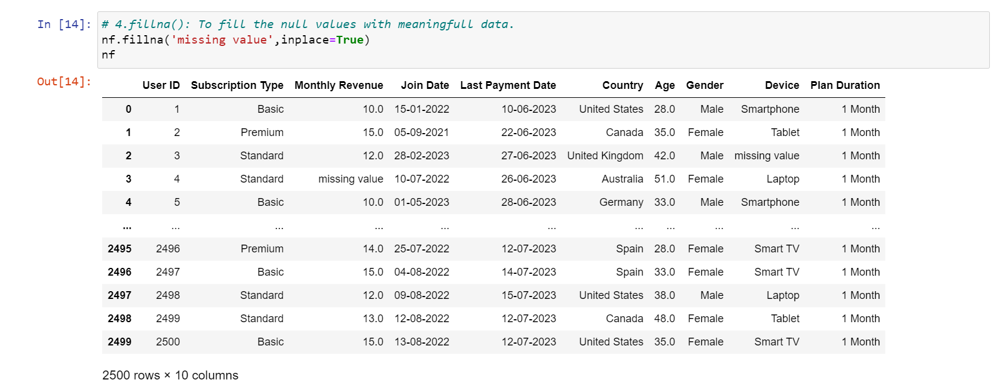 In [14]: # 4.fillna(): To fill the null values with meaningfull data.
nf.fillna('missing value',inplace=True)
nf
Out[14]:
User ID Subscription Type Monthly Revenue Join Date Last Payment Date Country Age Gender Device Plan Duration
0 1 Basic 10.0 15-01-2022 10-06-2023 United States 28.0 Male Smartphone 1 Month
1 2 Premium 15.0 05-09-2021 22-06-2023 Canada 35.0 Female Tablet 1 Month
2 3 Standard 12.0 28-02-2023 27-06-2023 United Kingdom 42.0 Male missing value 1 Month
3 4 Standard missing value 10-07-2022 26-06-2023 Australia 51.0 Female Laptop 1 Month
4 5 Basic 10.0 01-05-2023 28-06-2023 Germany 33.0 Male Smartphone 1 Month
... ... ... ... ... ... ... ... ... ... ...
2495 2496 Premium 14.0 25-07-2022 12-07-2023 Spain 28.0 Female Smart TV 1 Month
2496 2497 Basic 15.0 04-08-2022 14-07-2023 Spain 33.0 Female Smart TV 1 Month
2497 2498 Standard 12.0 09-08-2022 15-07-2023 United States 38.0 Male Laptop 1 Month
2498 2499 Standard 13.0 12-08-2022 12-07-2023 Canada 48.0 Female Tablet 1 Month
2499 2500 Basic 15.0 13-08-2022 12-07-2023 United States 35.0 Female Smart TV 1 Month
2500 rows × 10 columns